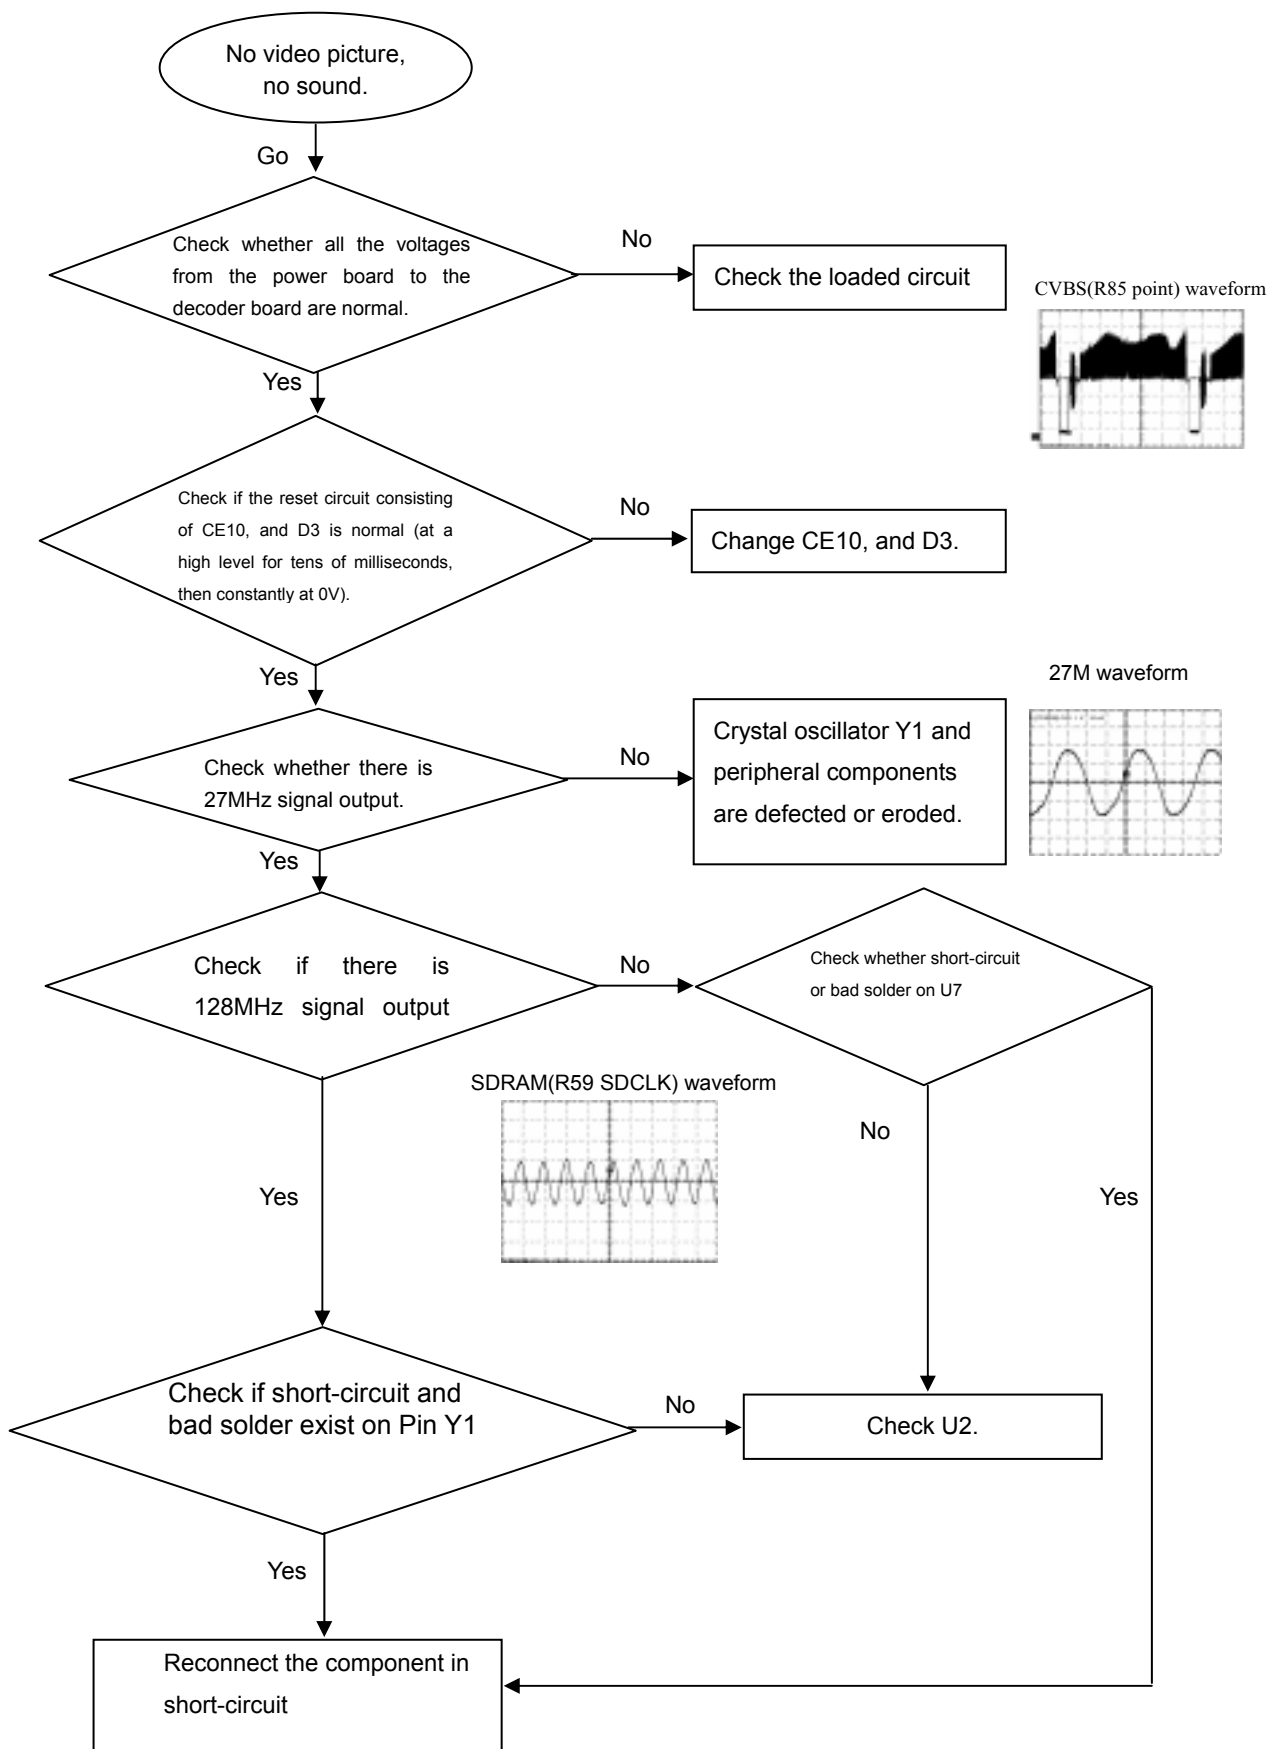 No video picture,
no sound.
Go
Check whether all the voltages
from the power board to the
decoder board are normal.
No
Check the loaded circuit
CVBS(R85 point) waveform
Yes
Check if the reset circuit consisting
of CE10, and D3 is normal (at a
high level for tens of milliseconds,
then constantly at 0V).
No
Change CE10, and D3.
Yes
27M waveform
Check whether there is
27MHz signal output.
No
Crystal oscillator Y1 and
peripheral components
are defected or eroded.
Yes
Check if there is
128MHz signal output
No
Check whether short-circuit
or bad solder on U7
SDRAM(R59 SDCLK) waveform
No
Yes
Yes
Check if short-circuit and
bad solder exist on Pin Y1
No
Check U2.
Yes
Reconnect the component in
short-circuit